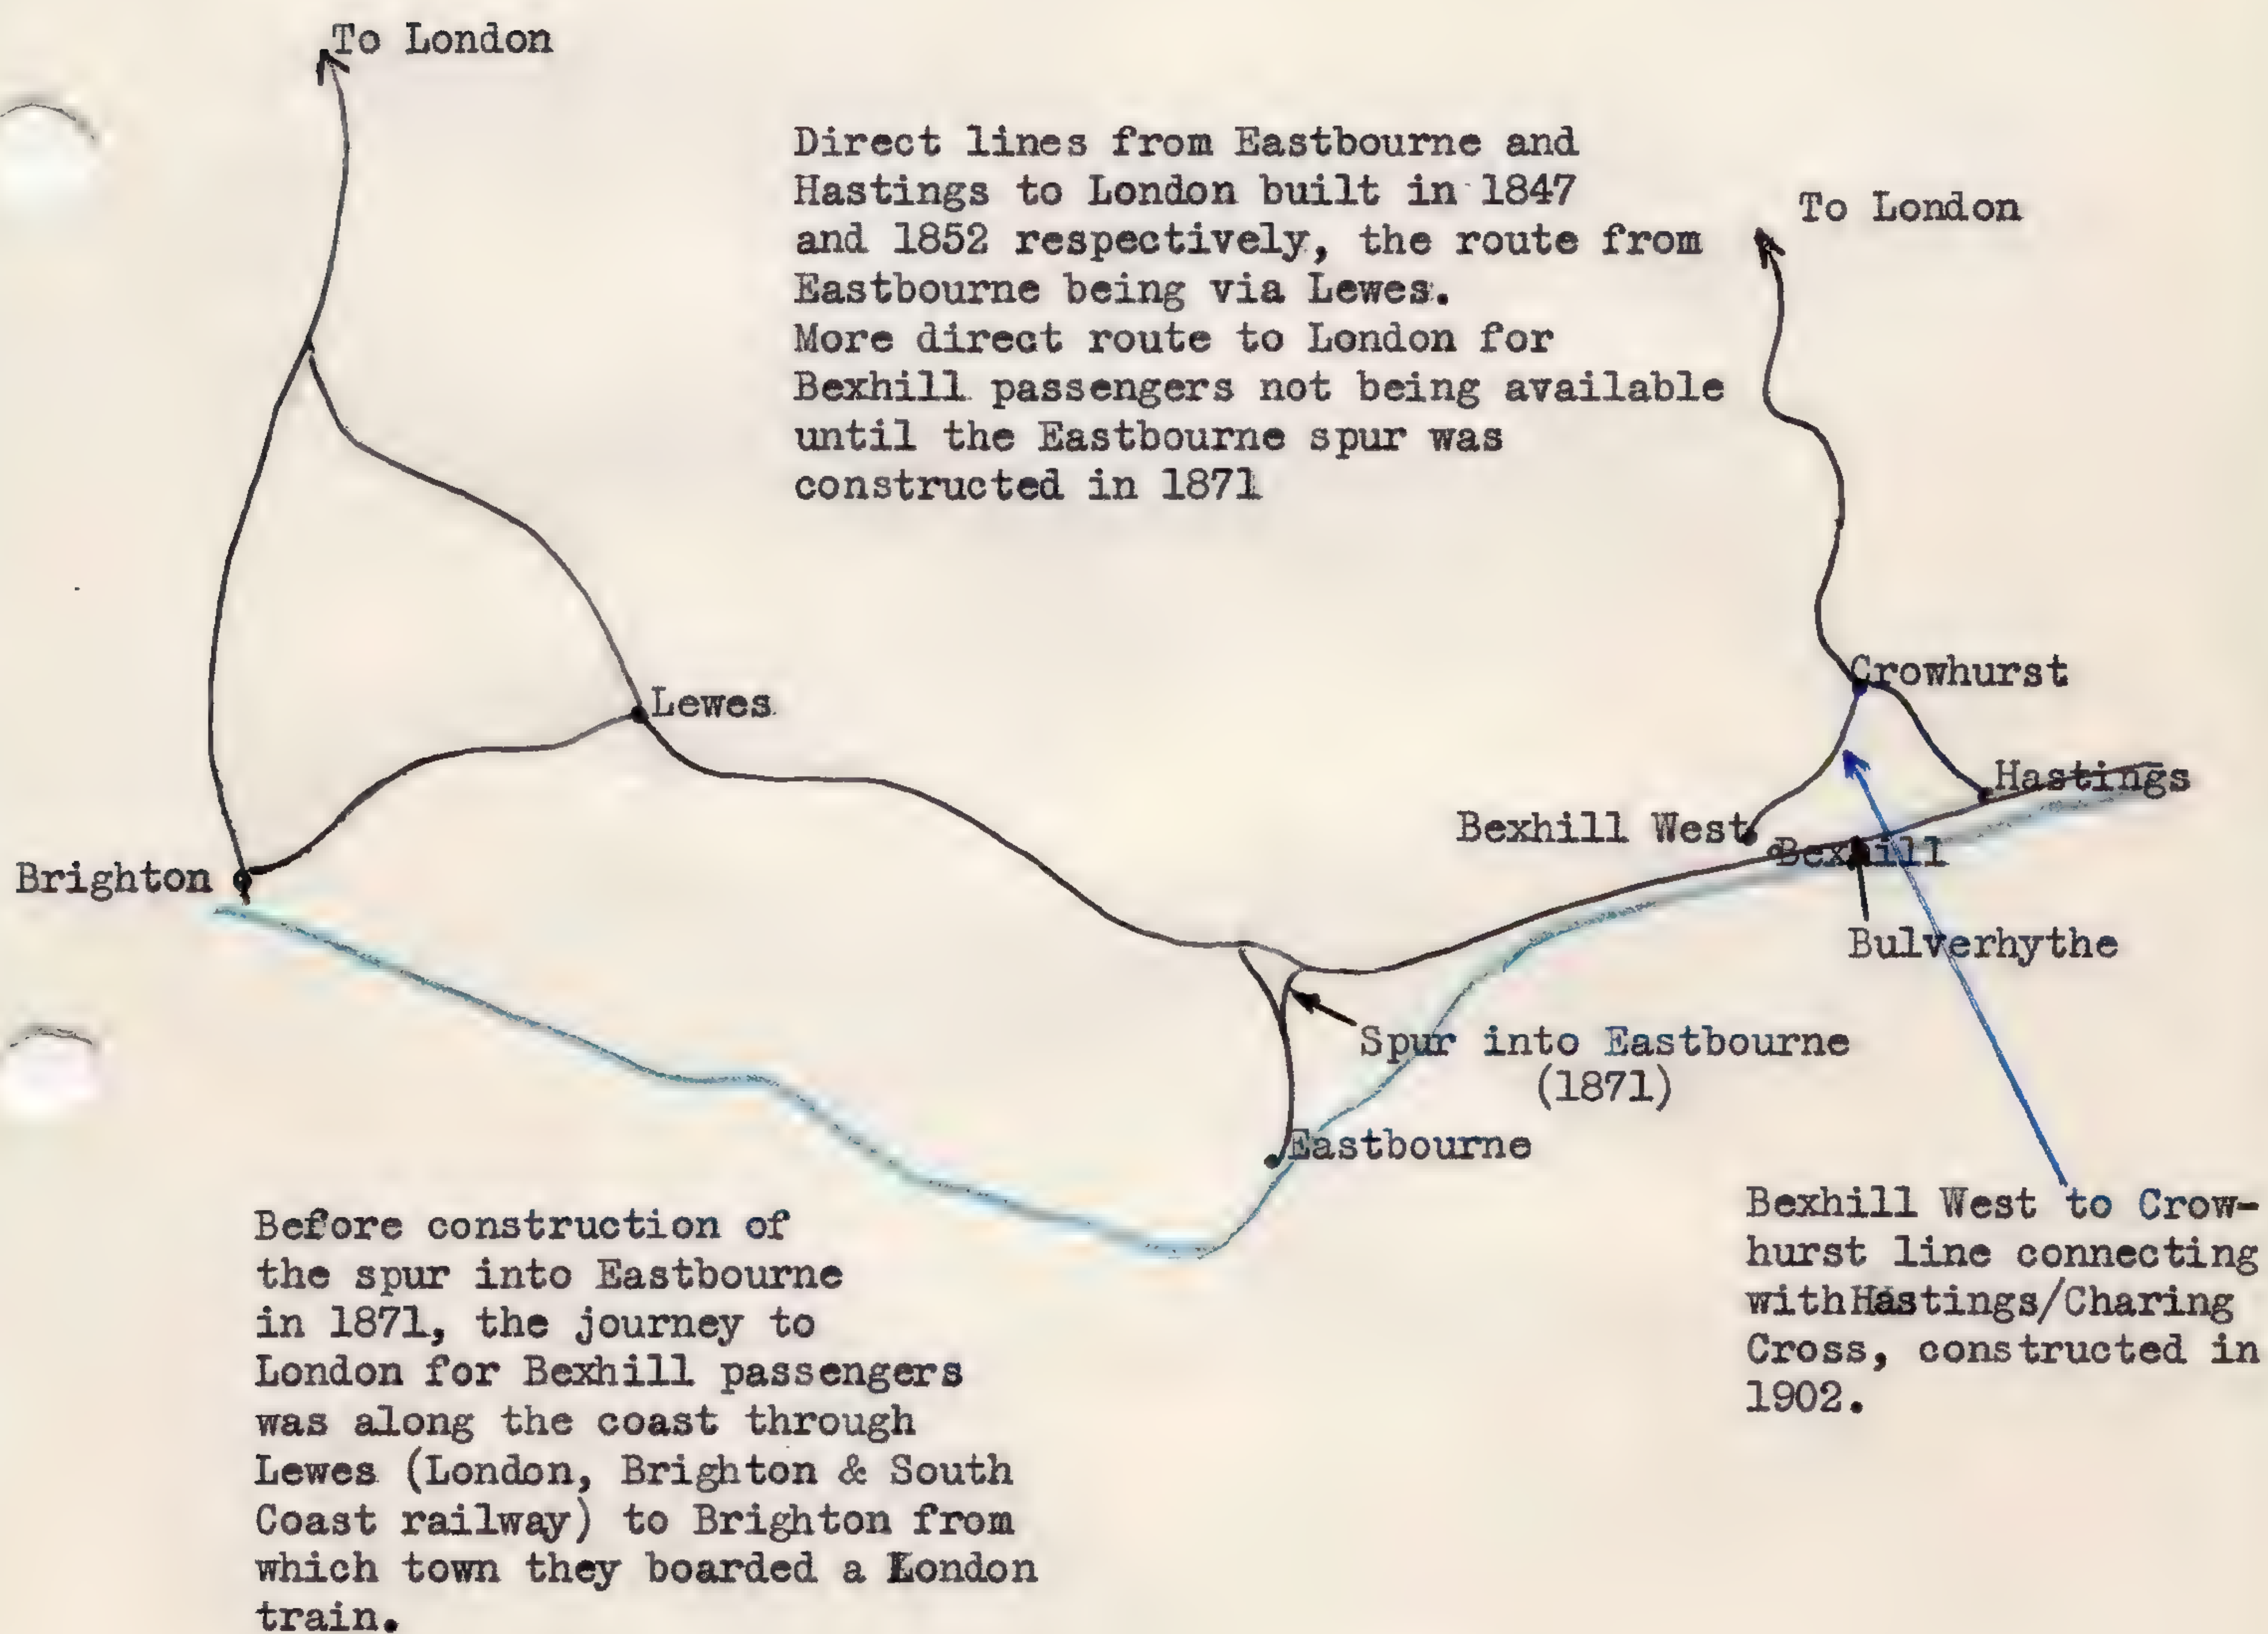 To London
Direct lines from Eastbourne and
Hastings to London built in 1847
and 1852 respectively, the route from
Eastbourne being via Lewes.
More direct route to London for
Bexhill passengers not being available
until the Eastbourne spur was
constructed in 1871
To London
Crowhurst
Lewes
Hastings
Bexhill West
Bexhill
Brighton
Bulverhythe
Spur into Eastbourne
(1871)
Eastbourne
Before construction of
the spur into Eastbourne
in 1871, the journey to
London for Bexhill passengers
was along the coast through
Lewes (London, Brighton & South
Coast railway) to Brighton from
which town they boarded a London
train.
Bexhill West to Crow-
hurst line connecting
withHastings/Charing
Cross, constructed in
1902.